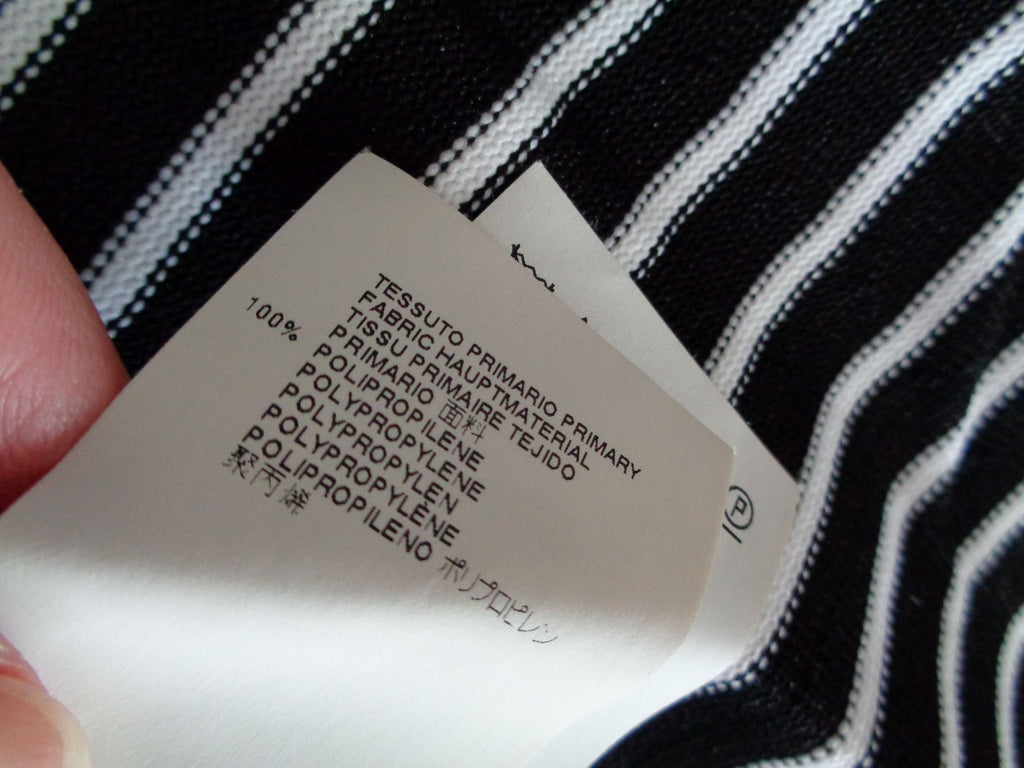 TESSUTO PRIMARIO PRIMARY
FABRIC HAUPTMATERIAL
TISSU PRIMAIRE TEJIDO
PRIMARIO 面料
100% POLIPROPILENE
POLYPROPYLENE
POLYPROPYLEN
POLYPROPYLÈNE
POLIPROPILENO ポリプロピレン
聚丙烯
P